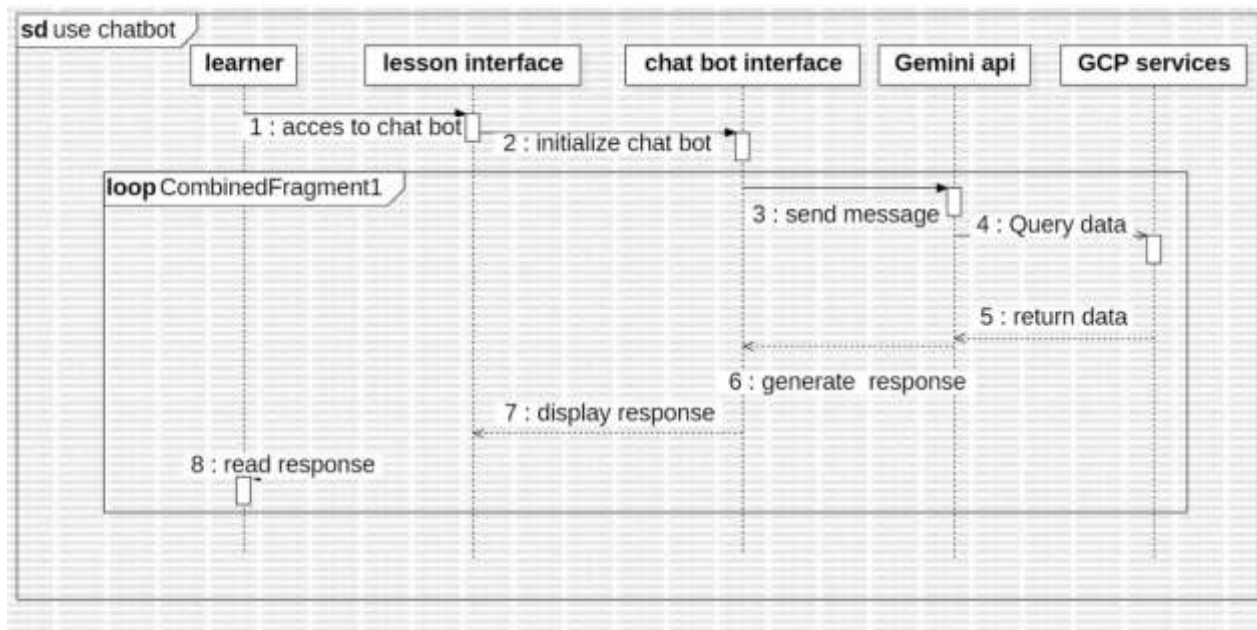 sd use chatbot
learner
lesson interface
chat bot interface
Gemini api
GCP services
1 : acces to chat bot
2 : initialize chat bot
loop CombinedFragment1
3 : send message
4 : Query data
5 : return data
6 : generate response
7 : display response
8 : read response